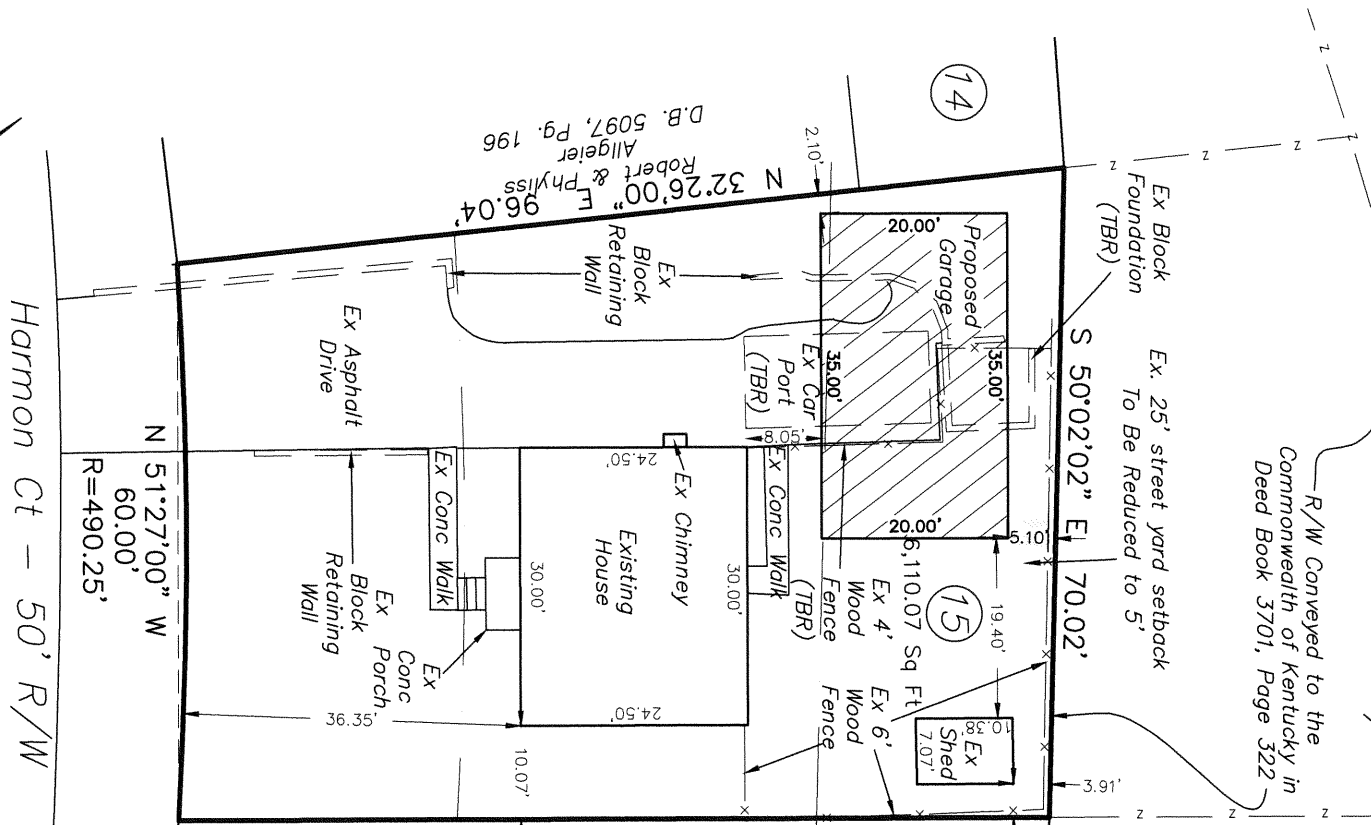 14
D.B. 5097, Pg. 196
Robert & Phyliss
Allgeier
N 32°26'00" E 96.04'
2.10'
Ex Block
Foundation
(TBR)
Ex. 25' street yard setback
To Be Reduced to 5'
R/W Conveyed to the
Commonwealth of Kentucky in
Deed Book 3701, Page 322
S 50°02'02" E 70.02'
20.00'
Proposed
Garage
35.00'
35.00'
20.00'
Ex
Block
Retaining
Wall
Ex Car
Port
(TBR)
8.05'
5.10'
15
6,110.07 Sq Ft
19.40'
Ex 4'
Wood
Fence
Ex 6'
Wood
Fence
10.38'
Ex
Shed
7.07'
3.91'
Ex Conc Walk
(TBR)
Ex Chimney
24.50'
30.00'
Existing
House
30.00'
24.50'
Ex Asphalt
Drive
Ex Conc Walk
Ex
Block
Retaining
Wall
Ex
Conc
Porch
36.35'
10.07'
N 51°27'00" W
60.00'
R=490.25'
Harmon Ct - 50' R/W
z
z
z
z
z
z
z
z